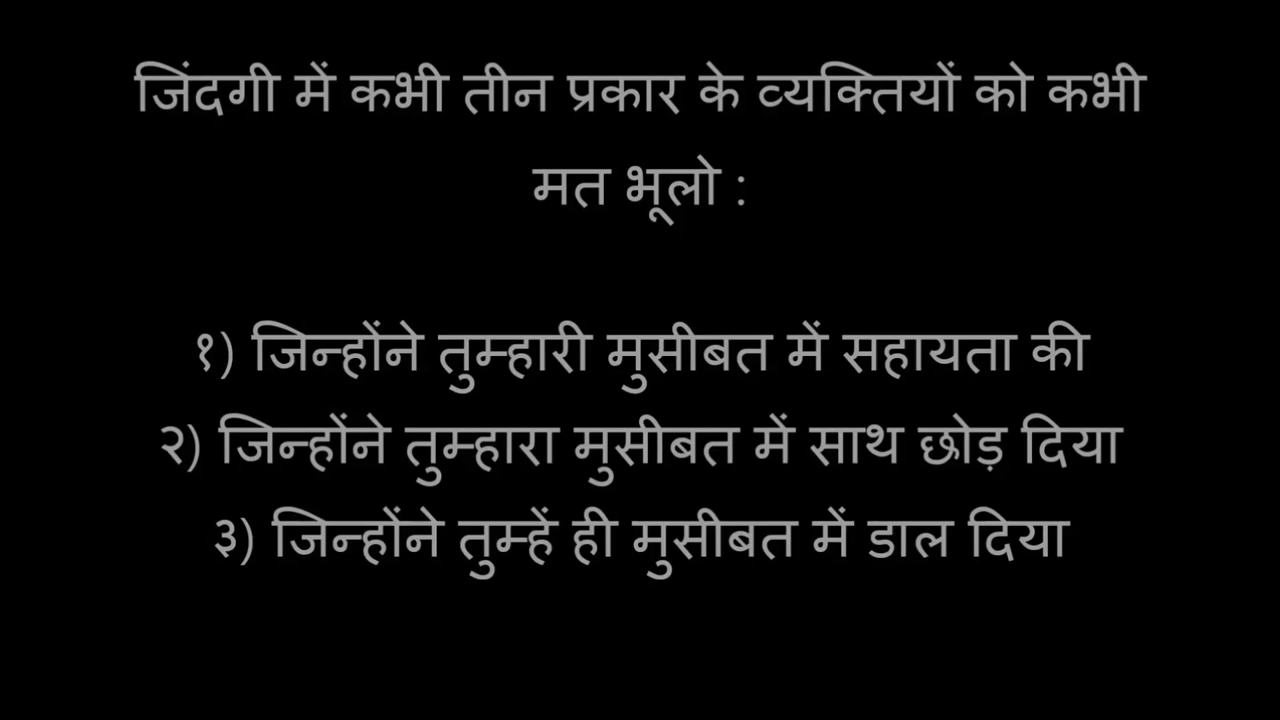 जिंदगी में कभी तीन प्रकार के व्यक्तियों को कभी
मत भूलो :
१) जिन्होंने तुम्हारी मुसीबत में सहायता की
२) जिन्होंने तुम्हारा मुसीबत में साथ छोड़ दिया
३) जिन्होंने तुम्हें ही मुसीबत में डाल दिया